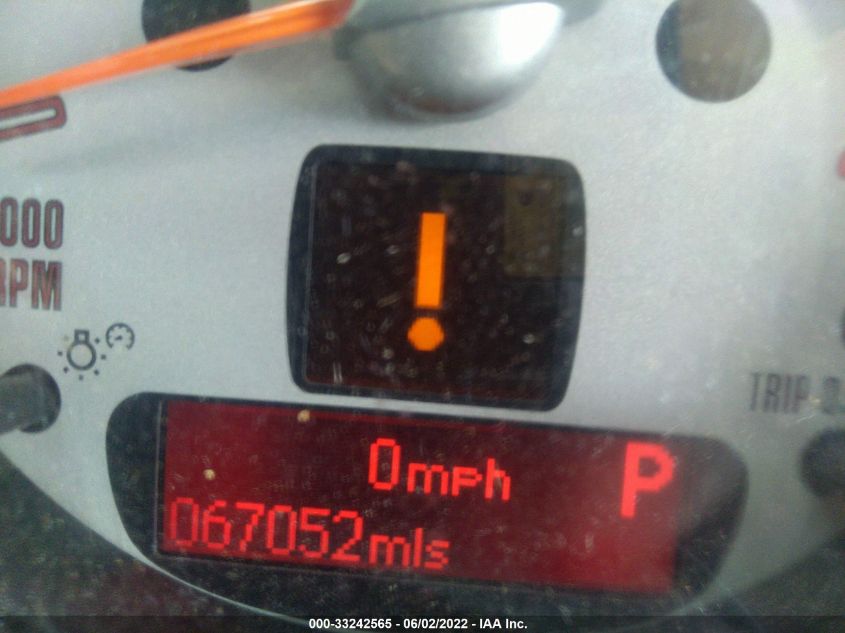 000
RPM
TRIP
!
0mph
P
067052mls
000-33242565 - 06/02/2022 - IAA Inc.